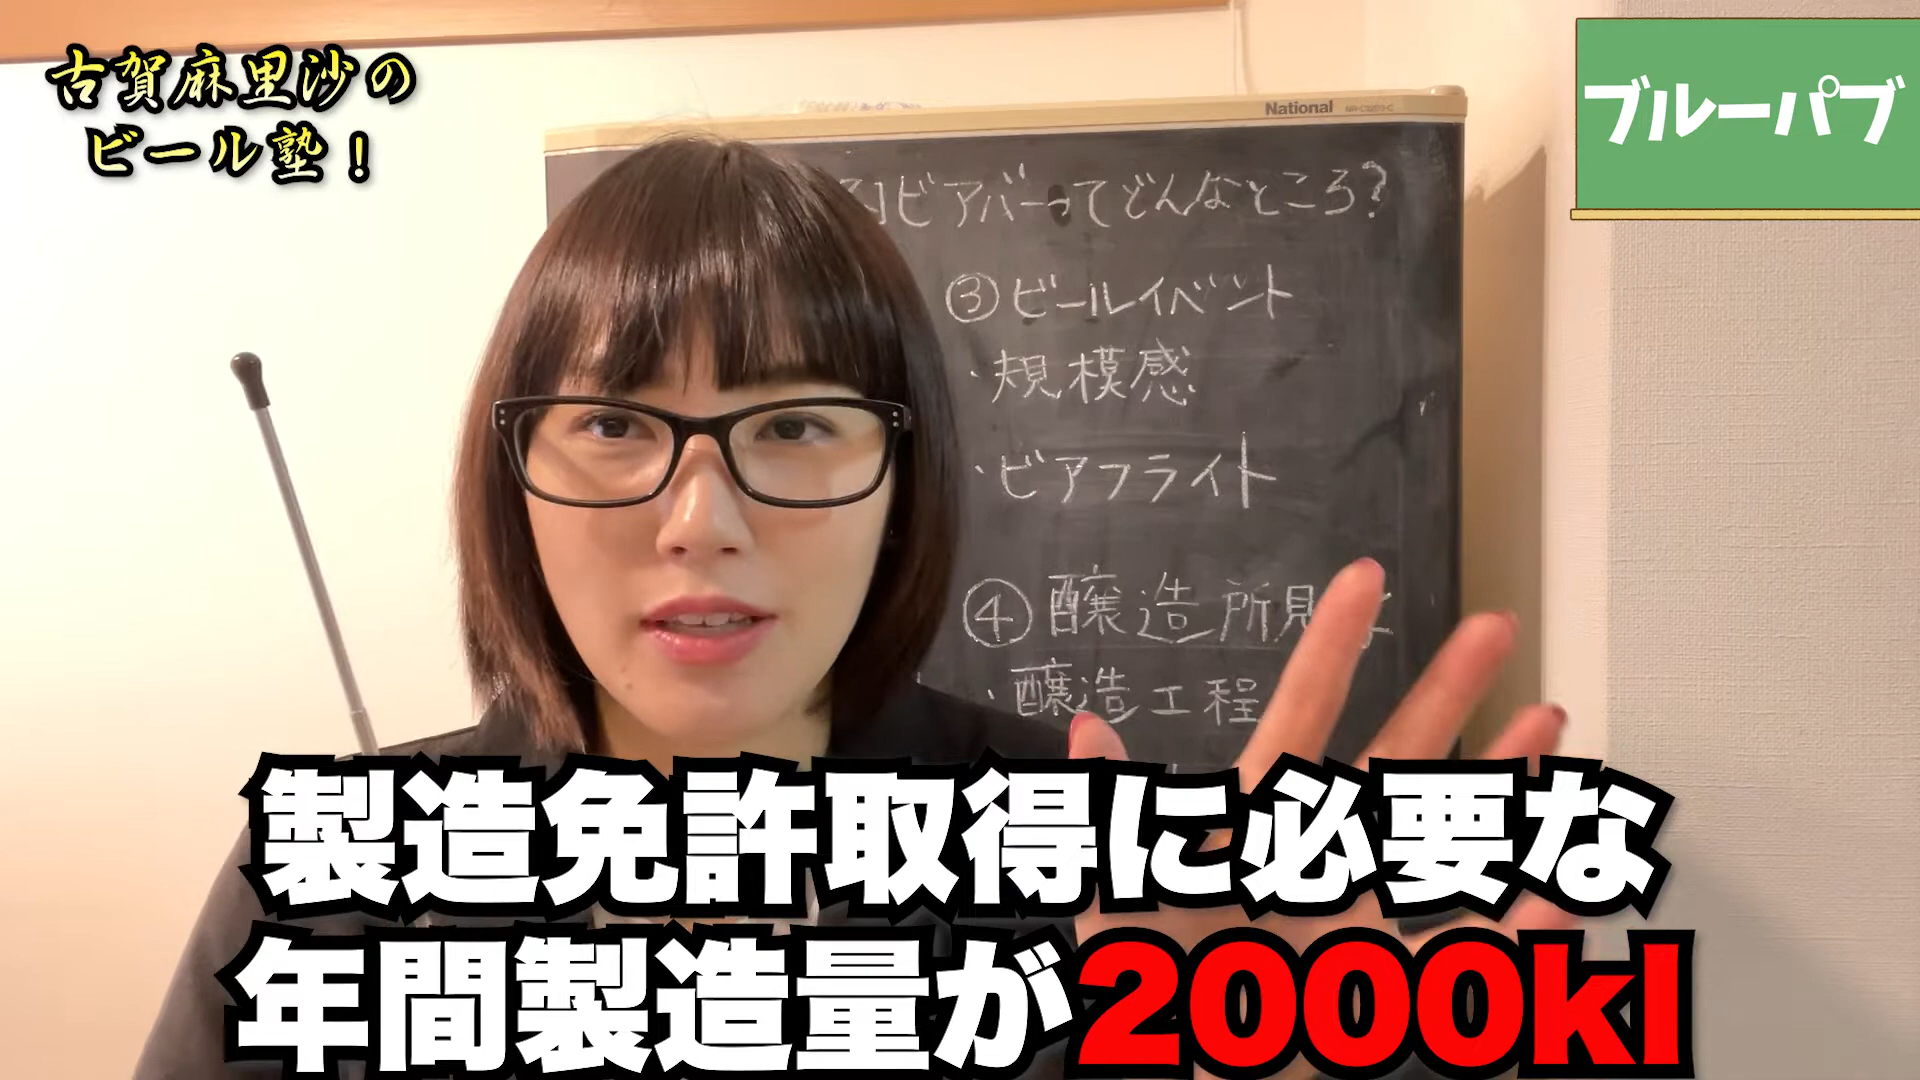 古賀麻里沙の
ビール塾！
ブルーパブ
National
ビアバーってどんなところ？
③ビールイベント
・規模感
・ビアフライト
④醸造所見
・醸造工程
製造免許取得に必要な
年間製造量が2000kl